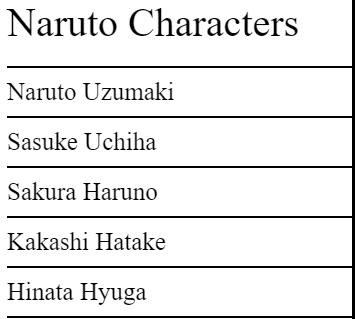 Naruto Characters
Naruto Uzumaki
Sasuke Uchiha
Sakura Haruno
Kakashi Hatake
Hinata Hyuga